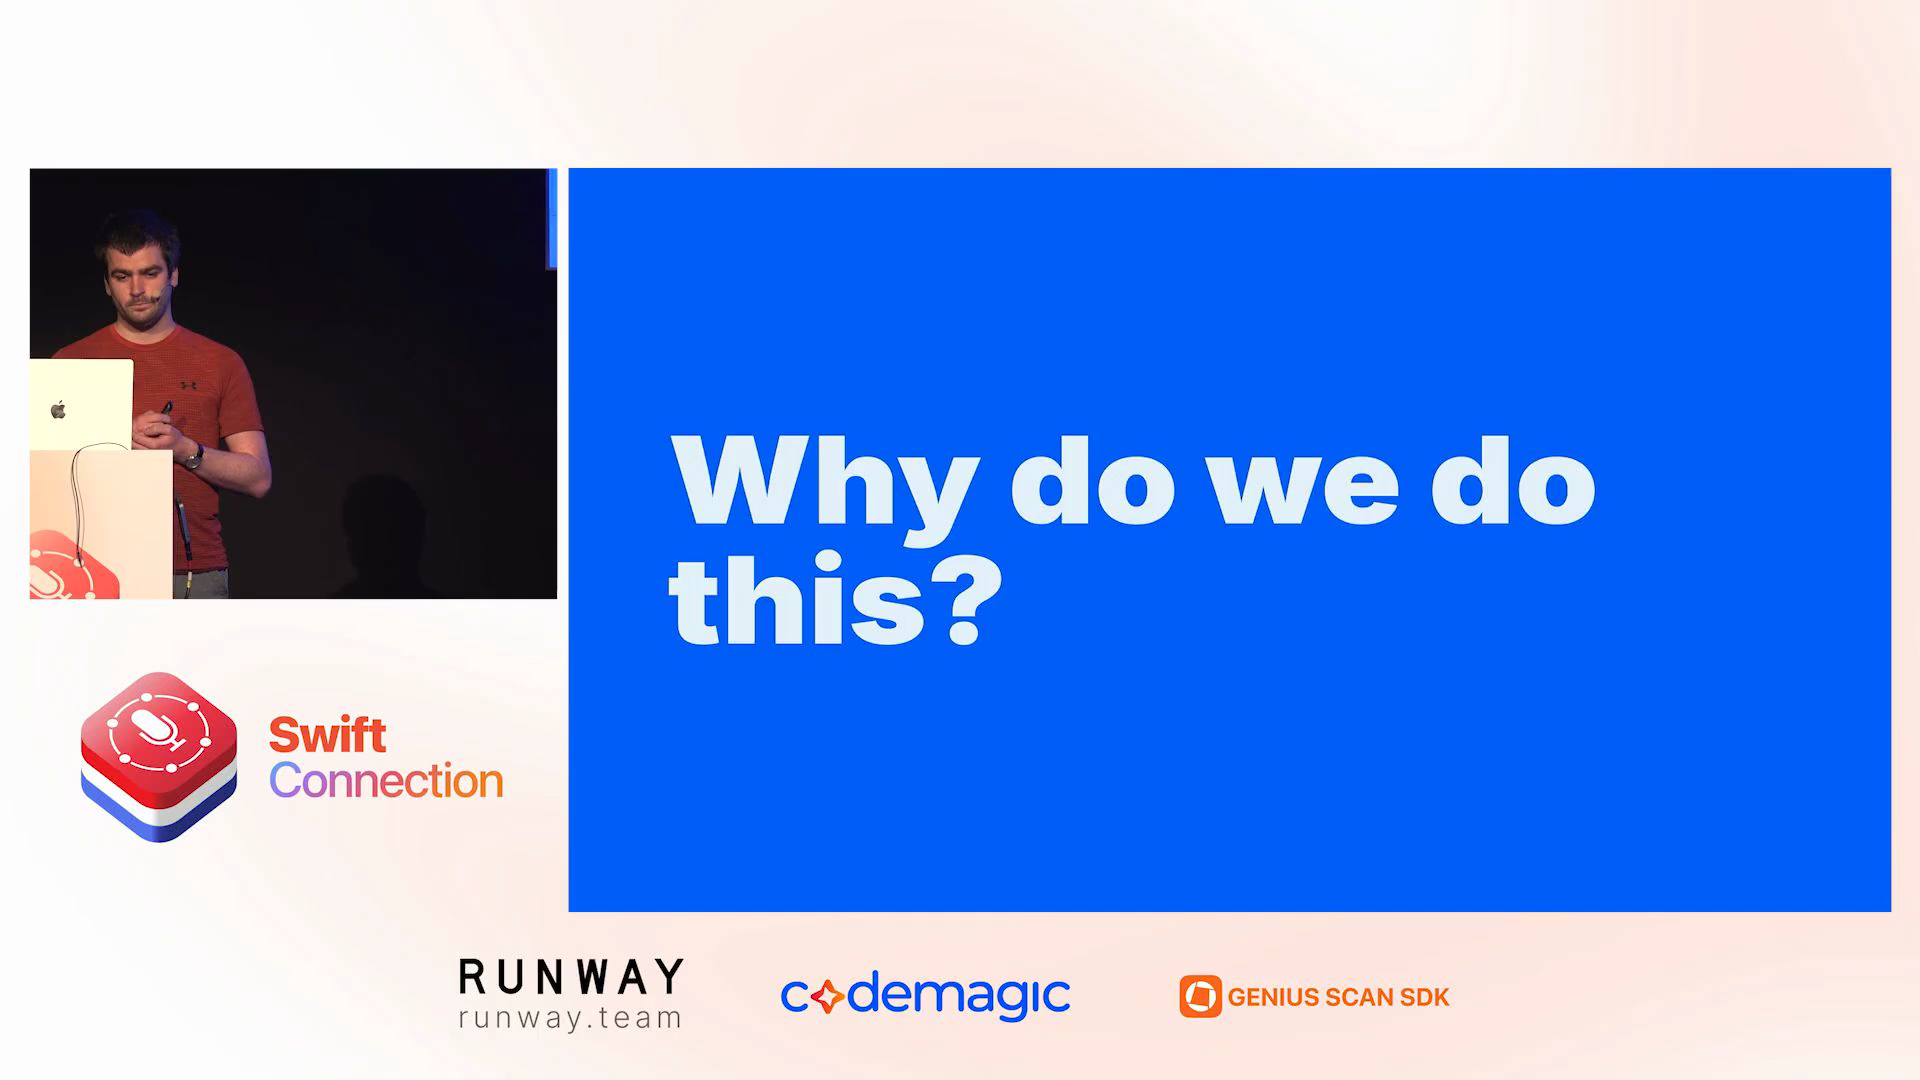 Why do we do
this?
Swift
Connection
RUNWAY
runway.team
codemagic
GENIUS SCAN SDK